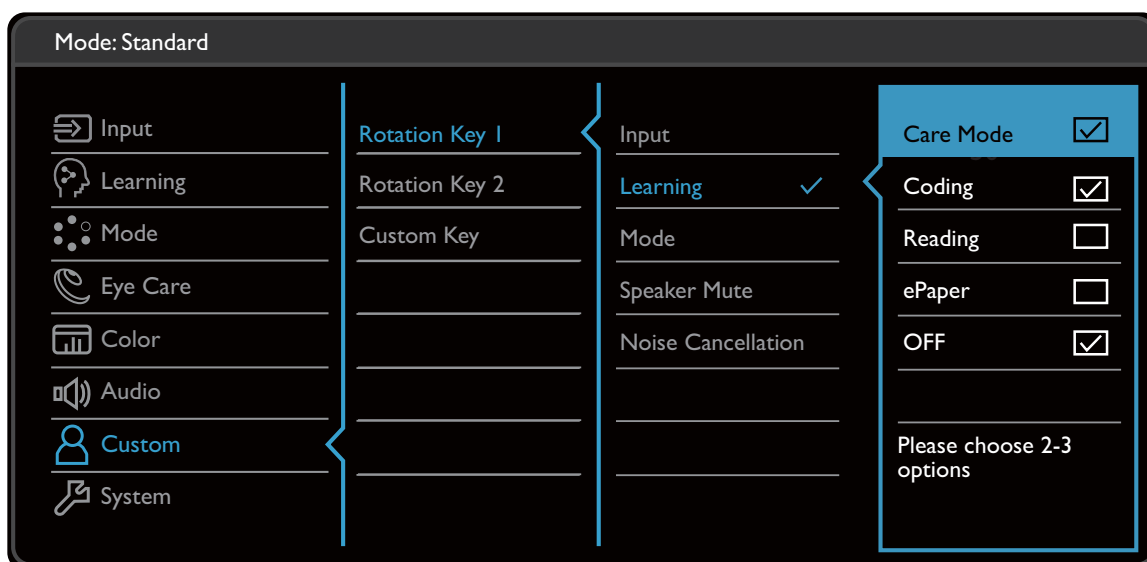 Mode: Standard
Input
Learning
Mode
Eye Care
Color
Audio
Custom
System
Rotation Key 1
Rotation Key 2
Custom Key
Input
Learning
Mode
Speaker Mute
Noise Cancellation
Care Mode
Coding
Reading
ePaper
OFF
Please choose 2-3
options